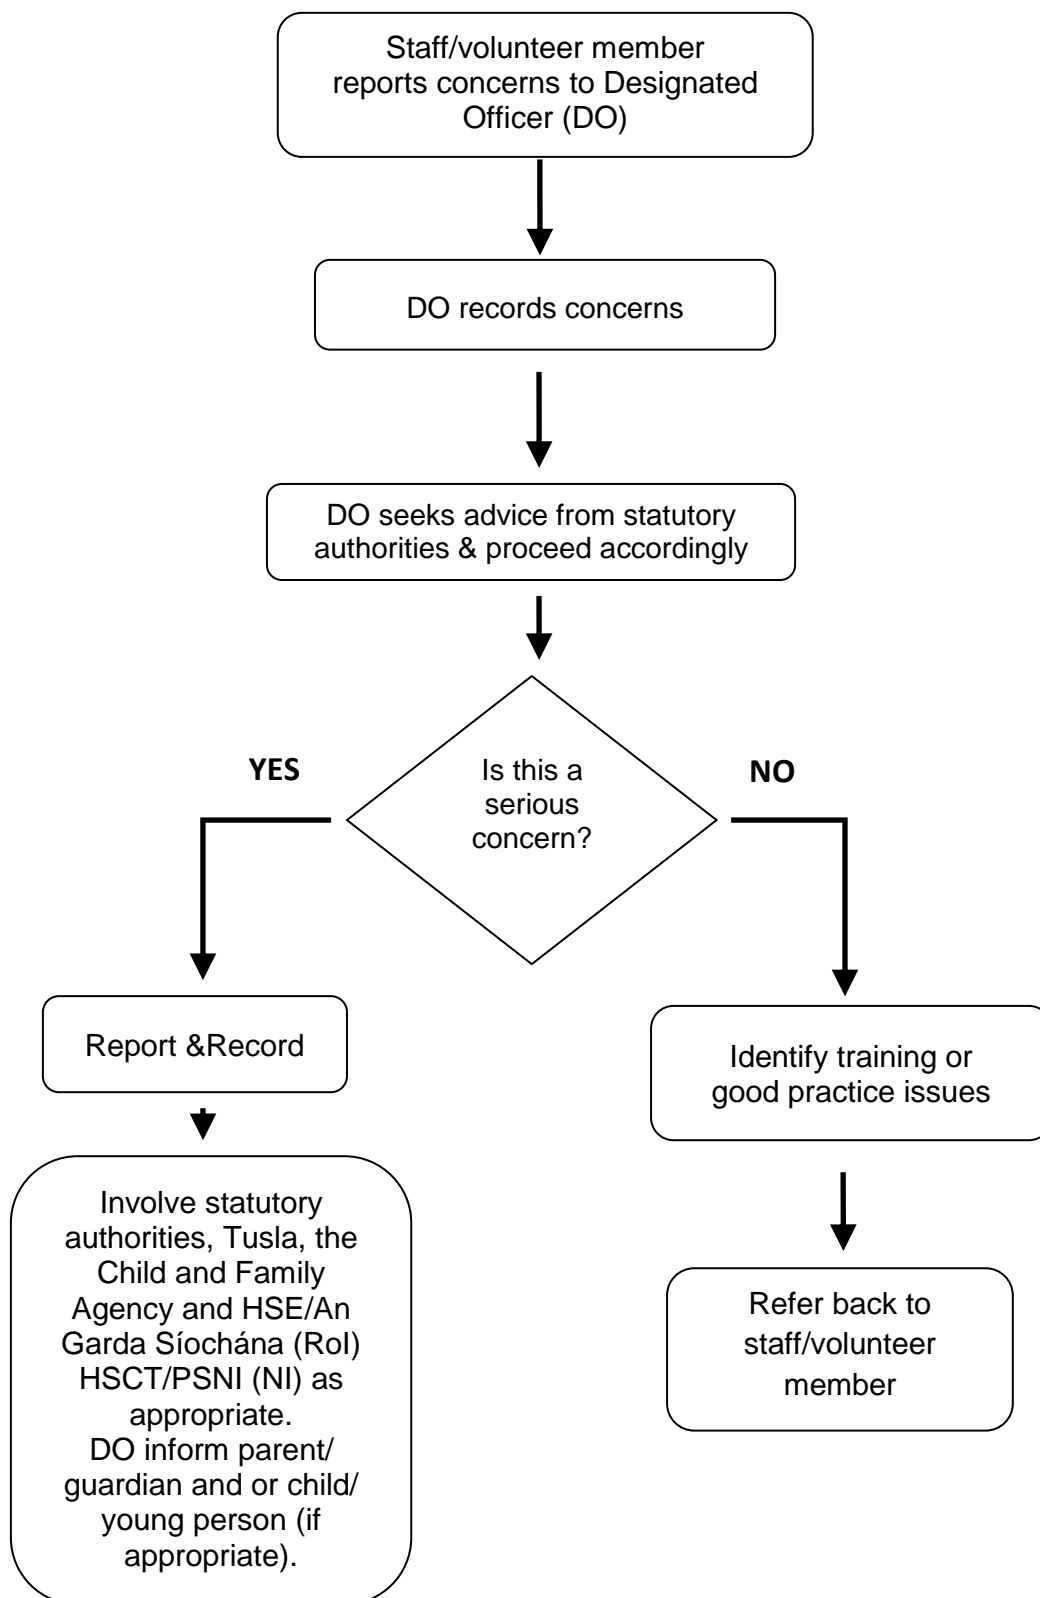 Staff/volunteer member
reports concerns to Designated
Officer (DO)
DO records concerns
DO seeks advice from statutory
authorities & proceed accordingly
YES
Is this a
serious
concern?
NO
Report &Record
Identify training or
good practice issues
Involve statutory
authorities, Tusla, the
Child and Family
Agency and HSE/An
Garda Síochána (RoI)
HSCT/PSNI (NI) as
appropriate.
DO inform parent/
guardian and or child/
young person (if
appropriate).
Refer back to
staff/volunteer
member